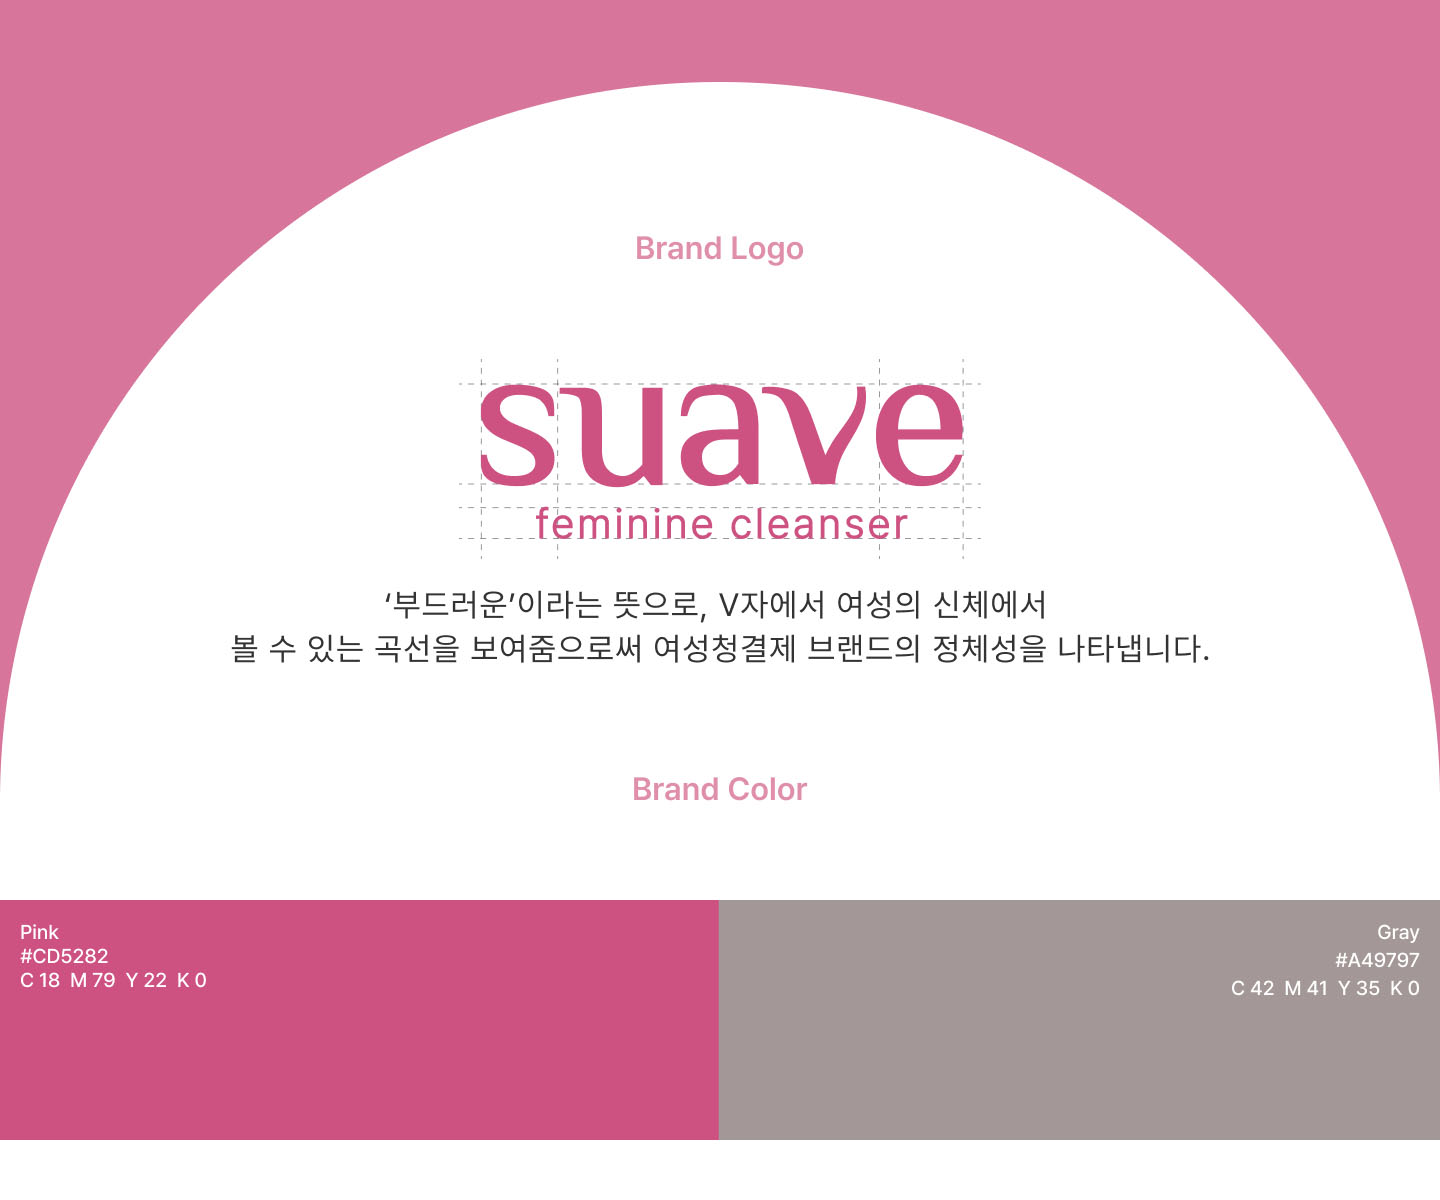 Brand Logo
suave
feminine cleanser
‘부드러운’이라는 뜻으로, V자에서 여성의 신체에서
볼 수 있는 곡선을 보여줌으로써 여성청결제 브랜드의 정체성을 나타냅니다.
Brand Color
Pink
#CD5282
C 18 M 79 Y 22 K 0
Gray
#A49797
C 42 M 41 Y 35 K 0